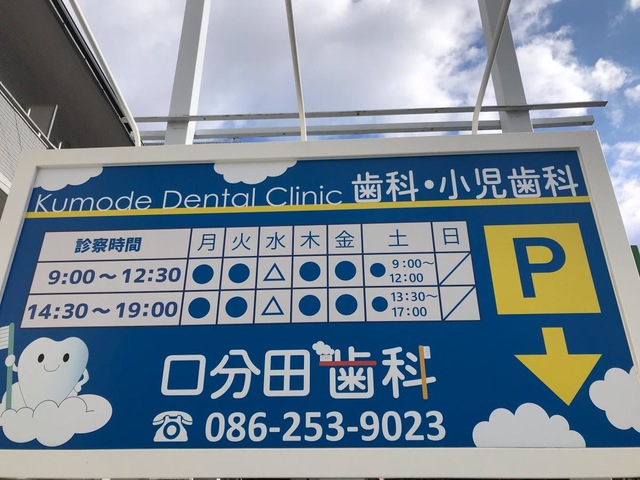 Kumode Dental Clinic 歯科・小児歯科
診察時間 月 火 水 木 金 土 日
9:00～12:30 ● ● △ ● ● ● 9:00～12:00 ／
14:30～19:00 ● ● △ ● ● ● 13:30～17:00 ／
P
口分田歯科
☎ 086-253-9023